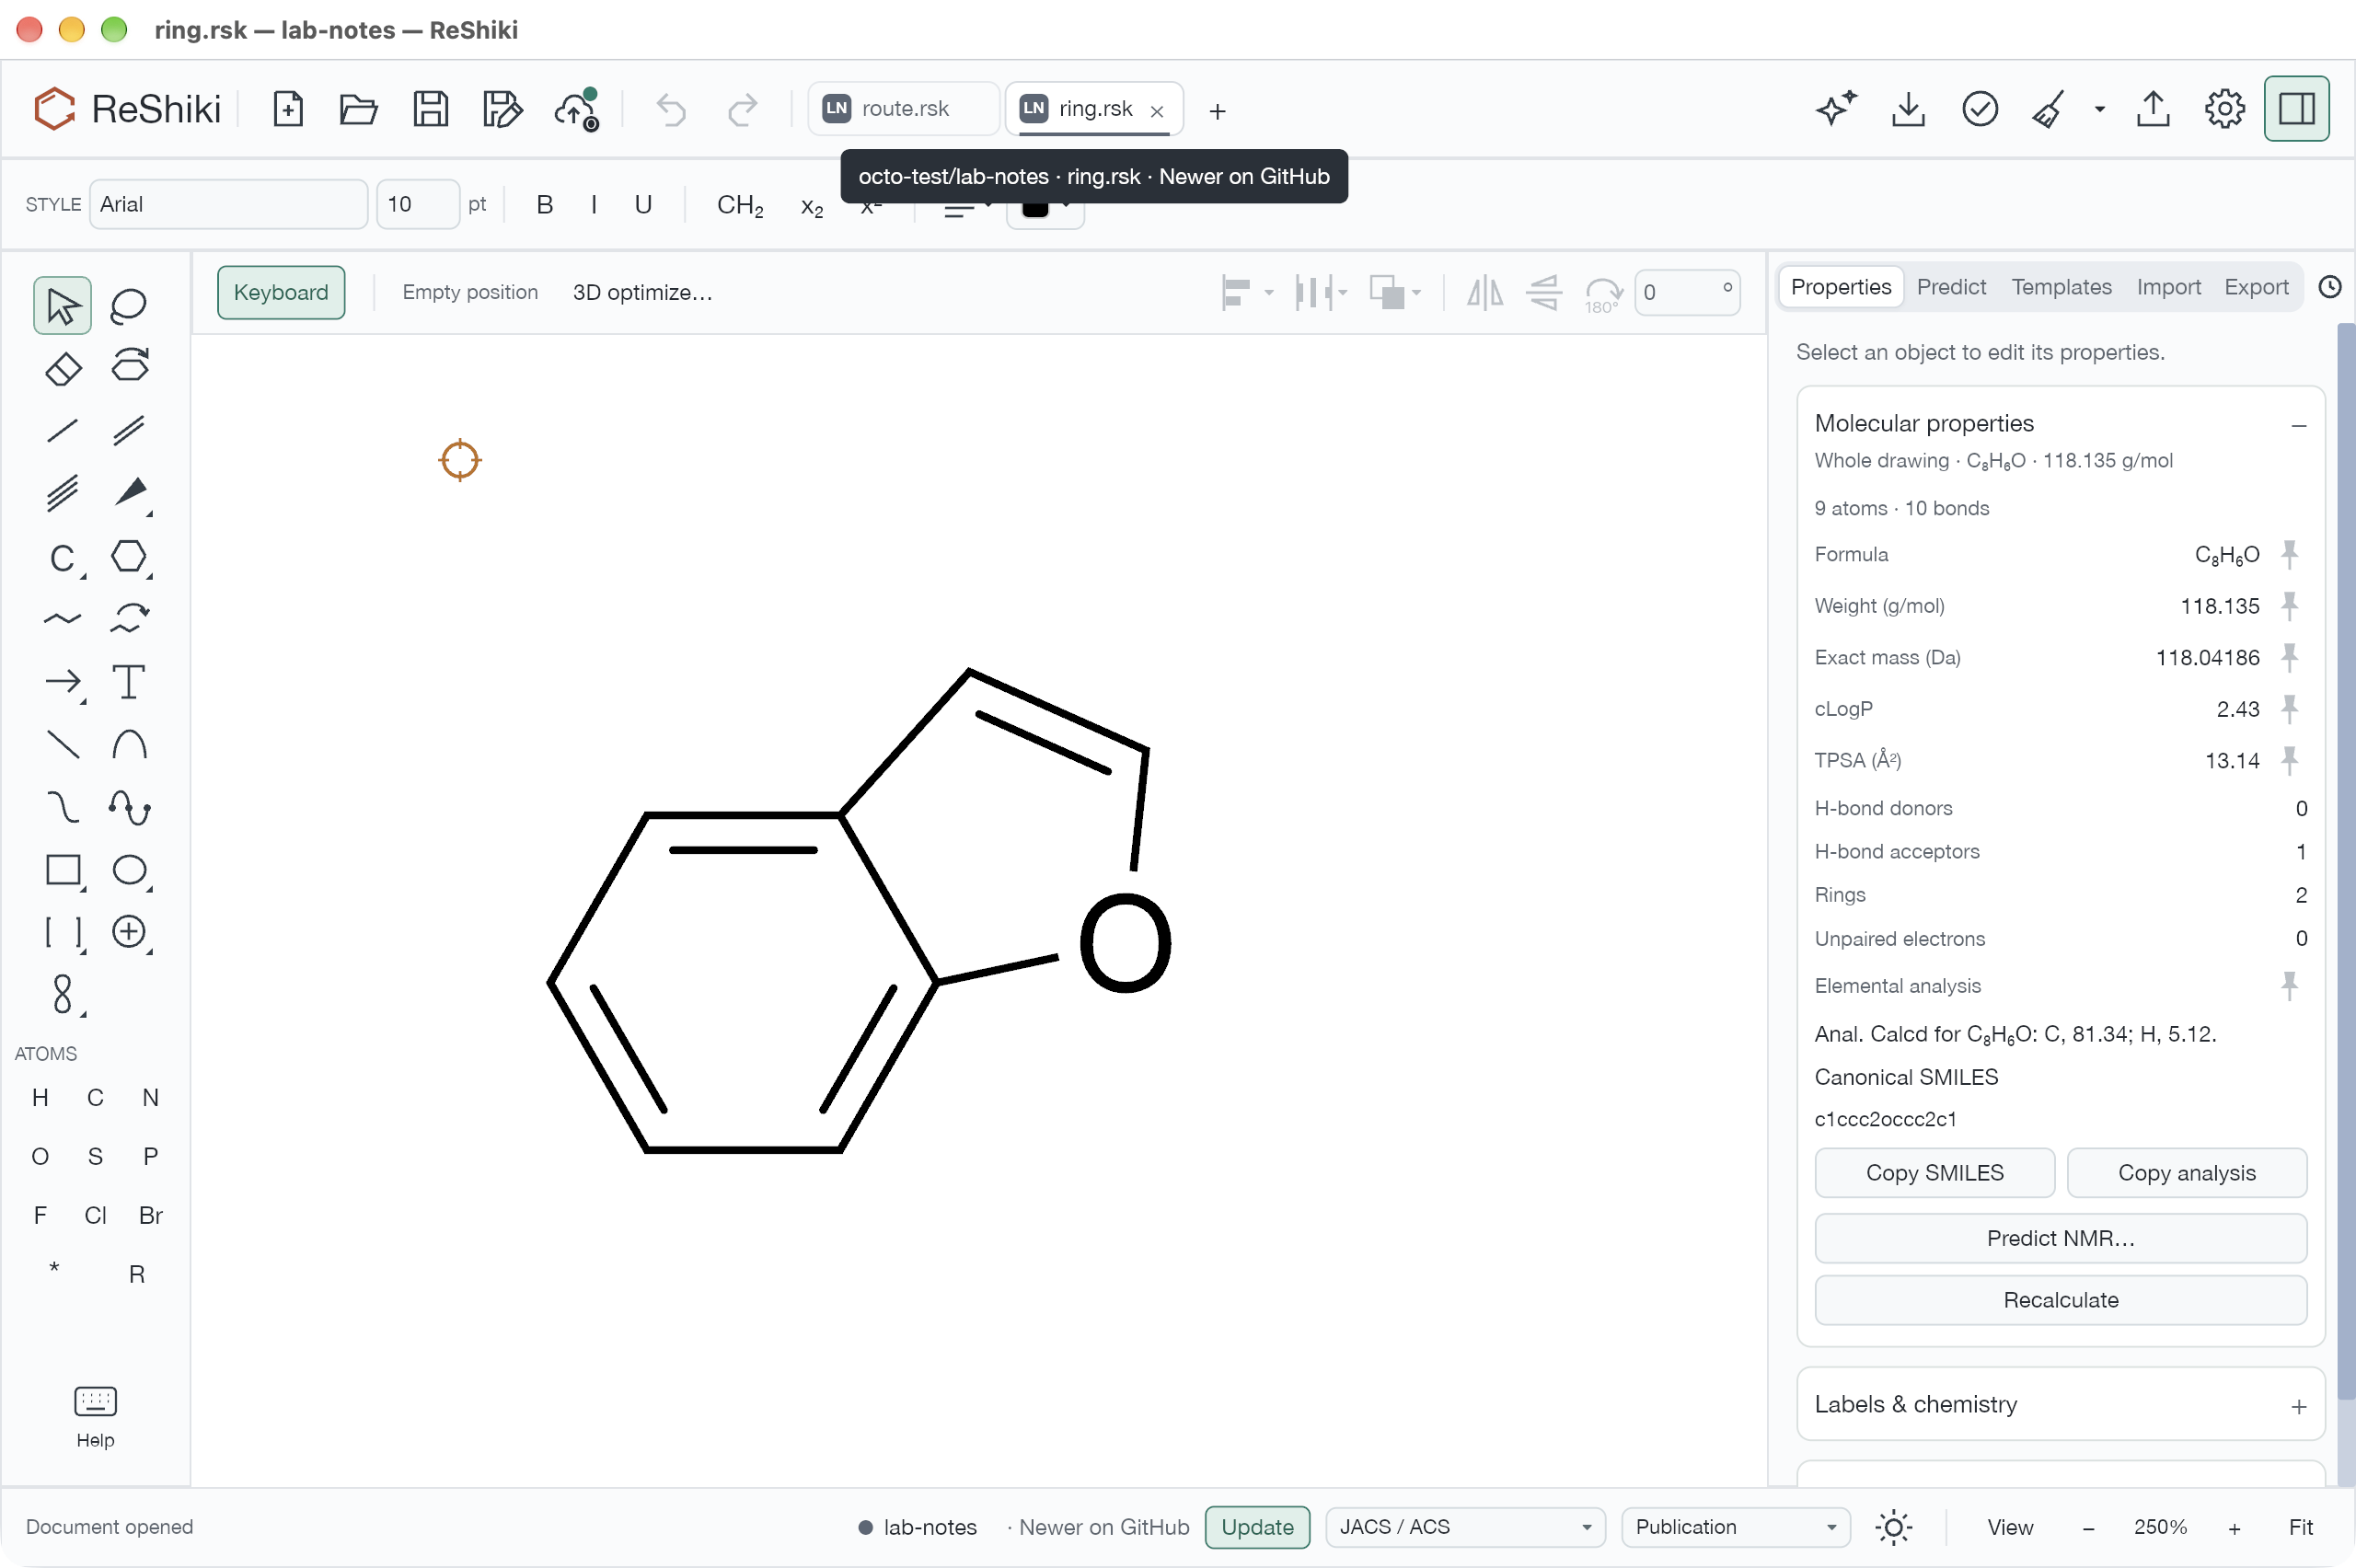 ring.rsk — lab-notes — ReShiki
ReShiki
LN route.rsk
LN ring.rsk × +
octo-test/lab-notes · ring.rsk · Newer on GitHub
STYLE Arial 10 pt B I U CH₂ x₂ x²
Keyboard Empty position 3D optimize… 180° 0 °
Properties Predict Templates Import Export
Select an object to edit its properties.
Molecular properties –
Whole drawing · C₈H₆O · 118.135 g/mol
9 atoms · 10 bonds
Formula C₈H₆O
Weight (g/mol) 118.135
Exact mass (Da) 118.04186
cLogP 2.43
TPSA (Å²) 13.14
H-bond donors 0
H-bond acceptors 1
Rings 2
Unpaired electrons 0
Elemental analysis
Anal. Calcd for C₈H₆O: C, 81.34; H, 5.12.
Canonical SMILES
c1ccc2occc2c1
Copy SMILES Copy analysis
Predict NMR…
Recalculate
Labels & chemistry +
C
T
[ ]
ATOMS
H C N
O S P
F Cl Br
* R
Help
O
Document opened
lab-notes · Newer on GitHub Update JACS / ACS Publication View – 250% + Fit